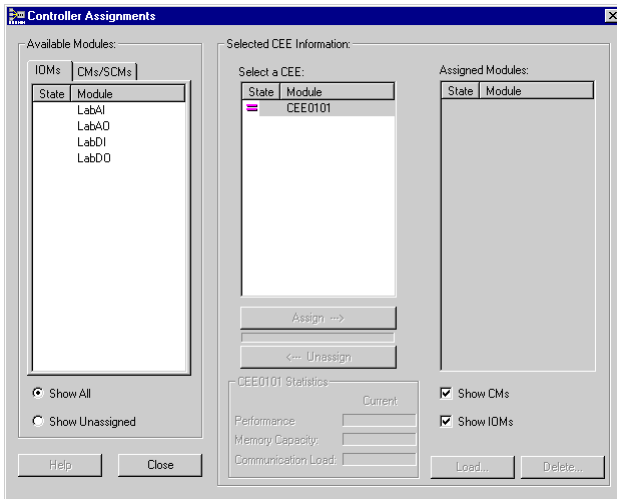 Controller Assignments
Available Modules:
IOMs
CMs/SCMs
State Module
LabAI
LabAO
LabDI
LabDO
Show All
Show Unassigned
Help
Close
Selected CEE Information:
Select a CEE:
State Module
CEE0101
Assign --->
<--- Unassign
CEE0101 Statistics
Current
Performance
Memory Capacity:
Communication Load:
Assigned Modules:
State Module
Show CMs
Show IOMs
Load...
Delete...